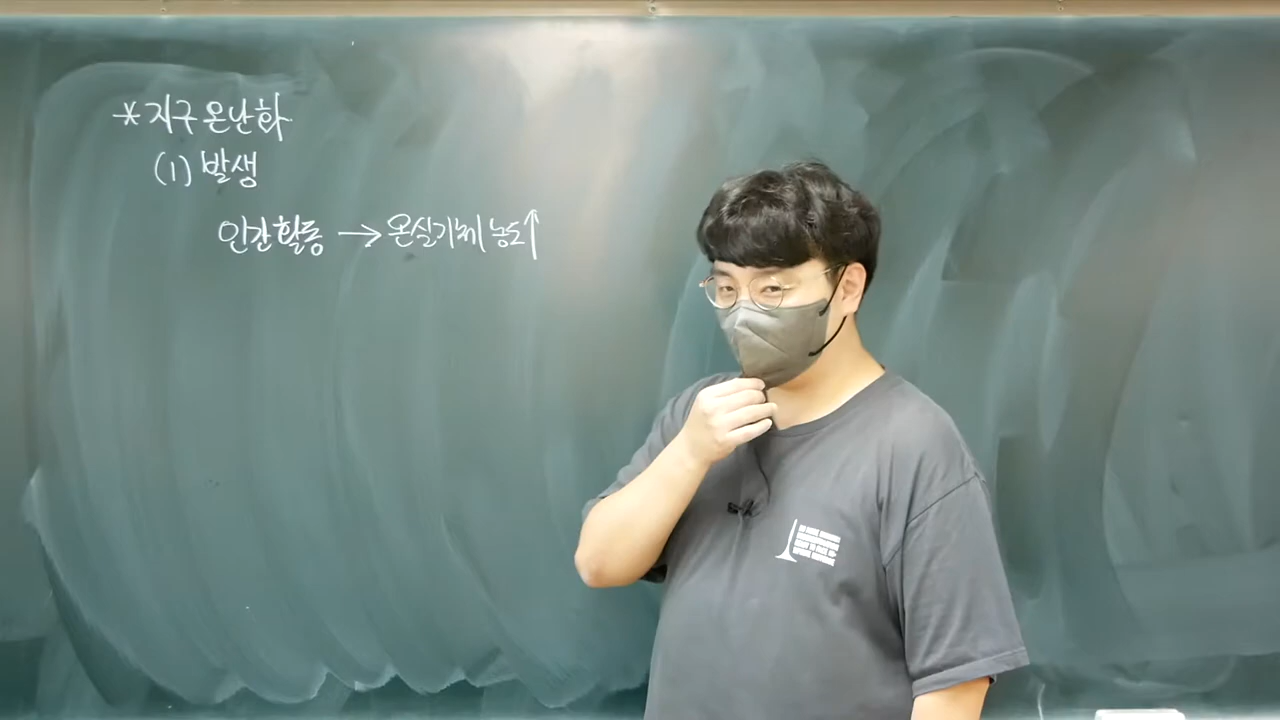 * 지구 온난화
(1) 발생
인간활동 → 온실기체 농도↑